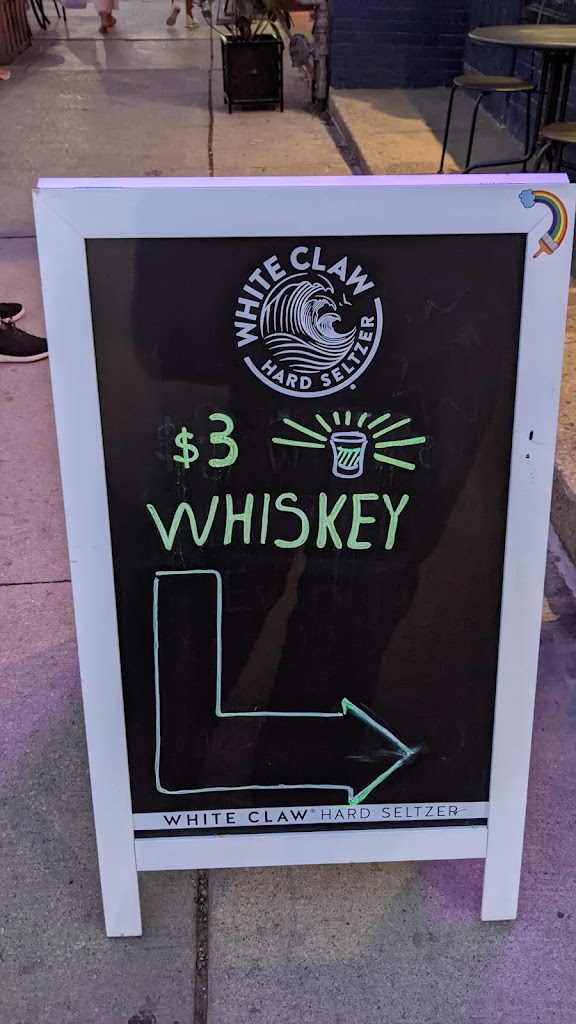 WHITE CLAW
HARD SELTZER
$3
WHISKEY
WHITE CLAW® HARD SELTZER